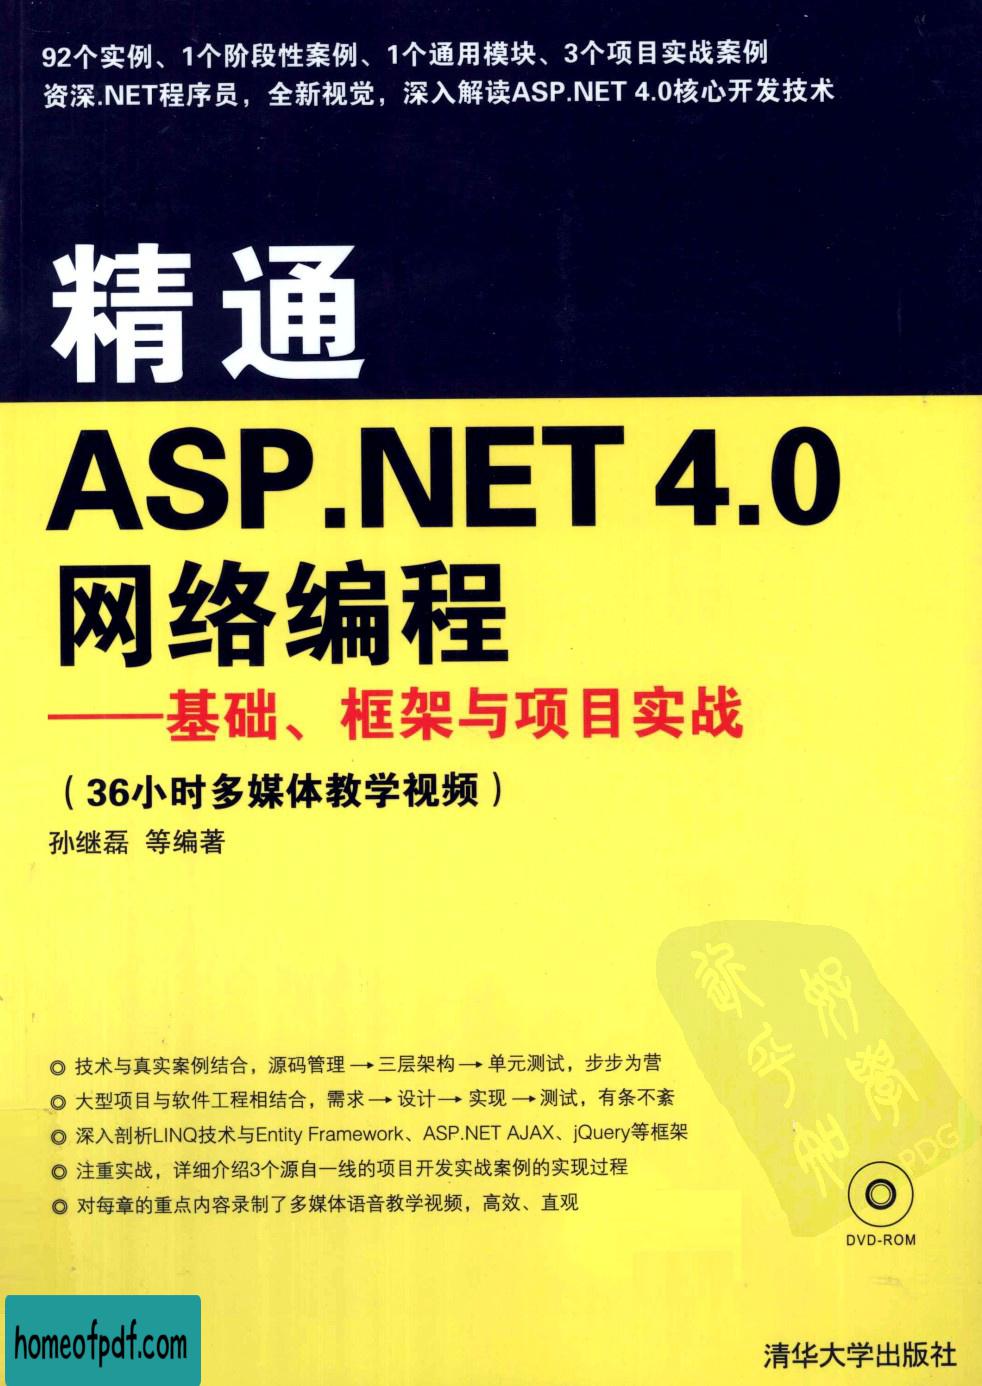 92个实例、1个阶段性案例、1个通用模块、3个项目实战案例
资深.NET程序员，全新视觉，深入解读ASP.NET 4.0核心开发技术
精通
ASP.NET 4.0
网络编程
——基础、框架与项目实战
（36小时多媒体教学视频）
孙继磊 等编著
◎ 技术与真实案例结合，源码管理→三层架构→单元测试，步步为营
◎ 大型项目与软件工程相结合，需求→设计→实现→测试，有条不紊
◎ 深入剖析LINQ技术与Entity Framework、ASP.NET AJAX、jQuery等框架
◎ 注重实战，详细介绍3个源自一线的项目开发实战案例的实现过程
◎ 对每章的重点内容录制了多媒体语音教学视频，高效、直观
PDG
DVD-ROM
homeofpdf.com
清华大学出版社